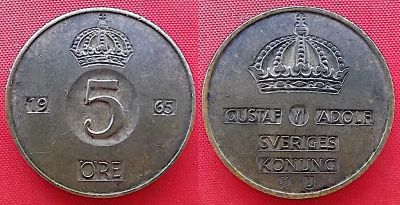 19 5 65
ÖRE
GUSTAF VI ADOLF
SVERIGES
KONUNG
U